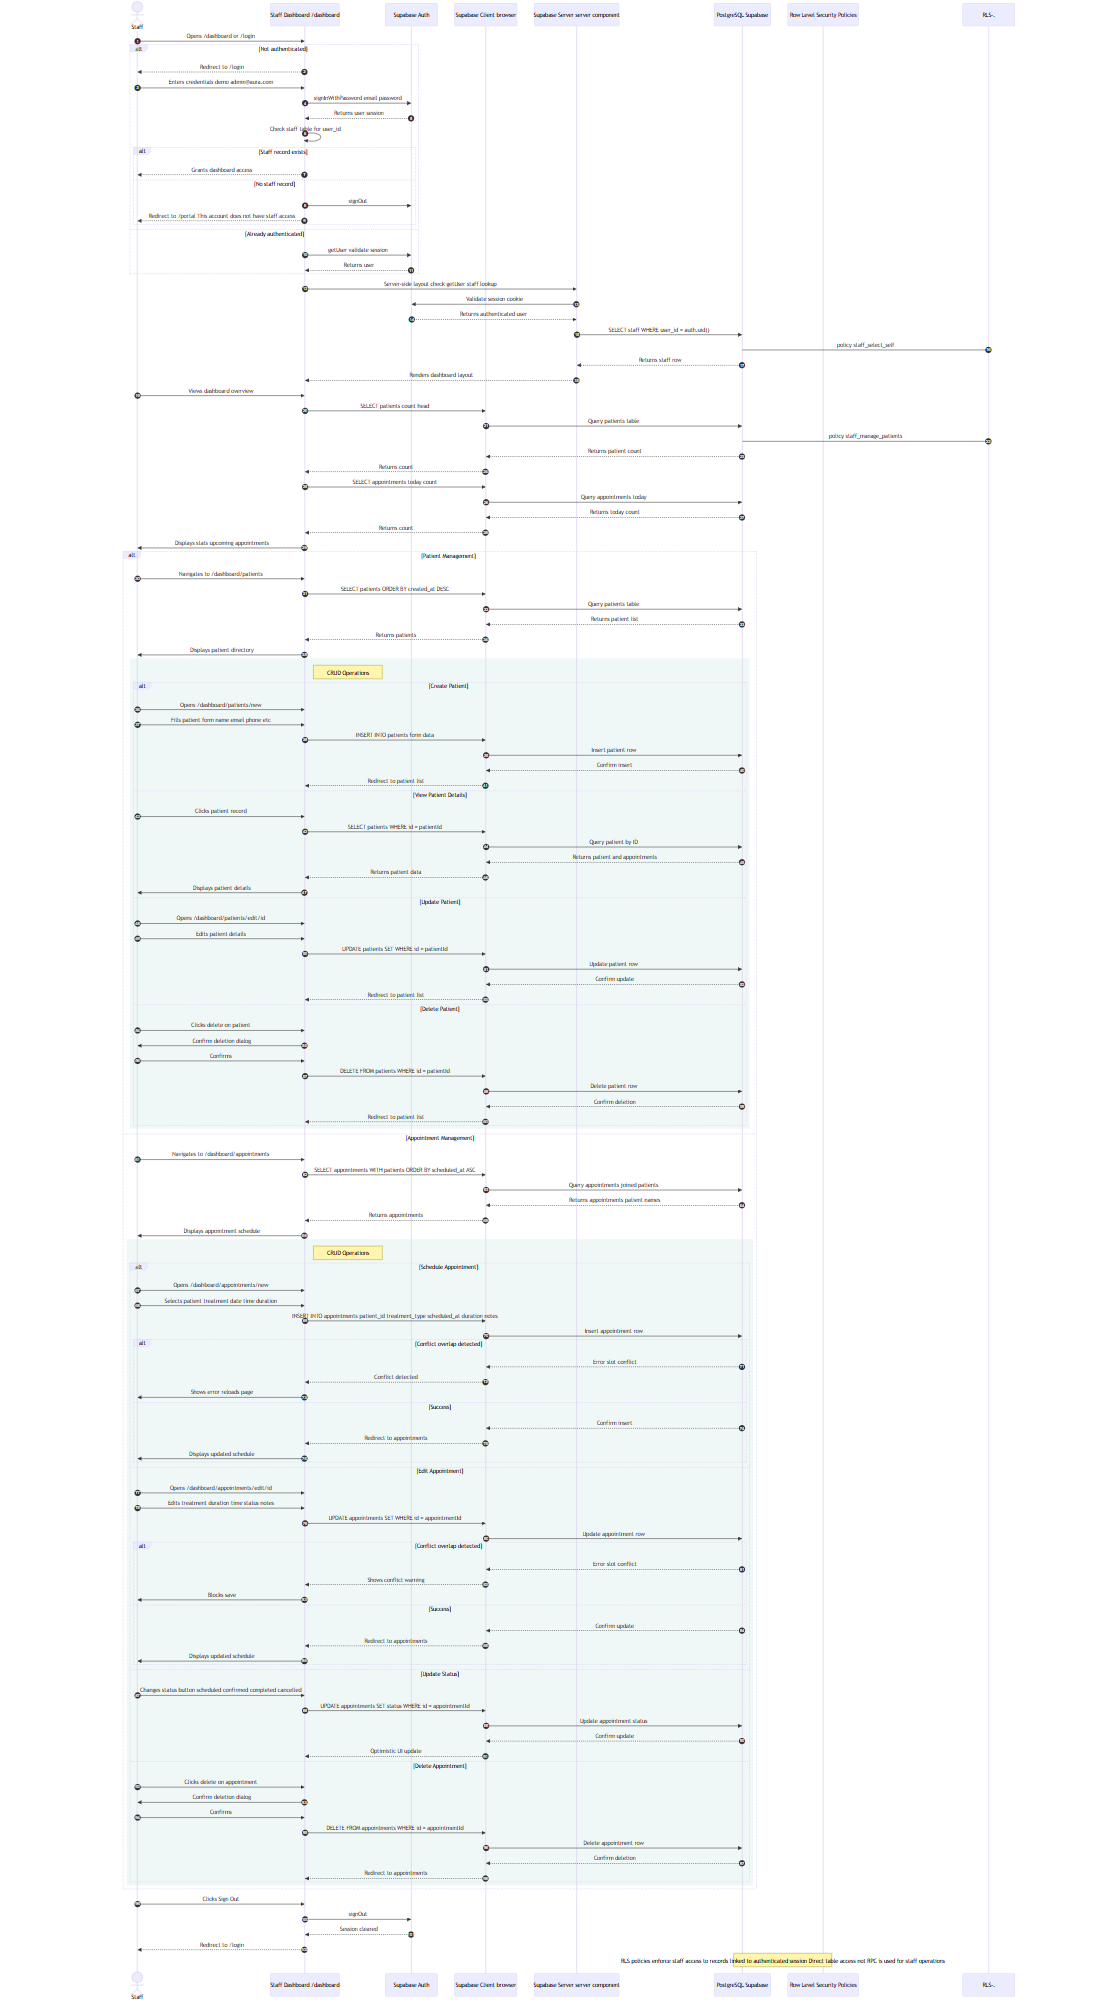 Staff
Staff Dashboard /dashboard
Supabase Auth
Supabase Client browser
Supabase Server server component
PostgreSQL Supabase
Row Level Security Policies
RLS-.
Opens /dashboard or /login
alt
[Not authenticated]
Redirect to /login
Enters credentials demo admin@aura.com
signInWithPassword email password
Returns user session
Check staff table for user_id
alt
[Staff record exists]
Grants dashboard access
[No staff record]
signOut
Redirect to /portal This account does not have staff access
[Already authenticated]
getUser validate session
Returns user
Server-side layout check getUser staff lookup
Validate session cookie
Returns authenticated user
SELECT staff WHERE user_id = auth.uid()
policy staff_select_self
Returns staff row
Renders dashboard layout
Views dashboard overview
SELECT patients count head
Query patients table
policy staff_manage_patients
Returns patient count
Returns count
SELECT appointments today count
Query appointments today
Returns today count
Returns count
Displays stats upcoming appointments
alt
[Patient Management]
Navigates to /dashboard/patients
SELECT patients ORDER BY created_at DESC
Query patients table
Returns patient list
Returns patients
Displays patient directory
CRUD Operations
alt
[Create Patient]
Opens /dashboard/patients/new
Fills patient form name email phone etc
INSERT INTO patients form data
Insert patient row
Confirm insert
Redirect to patient list
[View Patient Details]
Clicks patient record
SELECT patients WHERE id = patientId
Query patient by ID
Returns patient and appointments
Returns patient data
Displays patient details
[Update Patient]
Opens /dashboard/patients/edit/id
Edits patient details
UPDATE patients SET WHERE id = patientId
Update patient row
Confirm update
Redirect to patient list
[Delete Patient]
Clicks delete on patient
Confirm deletion dialog
Confirms
DELETE FROM patients WHERE id = patientId
Delete patient row
Confirm deletion
Redirect to patient list
[Appointment Management]
Navigates to /dashboard/appointments
SELECT appointments WITH patients ORDER BY scheduled_at ASC
Query appointments joined patients
Returns appointments patient names
Returns appointments
Displays appointment schedule
CRUD Operations
alt
[Schedule Appointment]
Opens /dashboard/appointments/new
Selects patient treatment date time duration
INSERT INTO appointments patient_id treatment_type scheduled_at duration notes
Insert appointment row
alt
[Conflict overlap detected]
Error slot conflict
Conflict detected
Shows error reloads page
[Success]
Confirm insert
Redirect to appointments
Displays updated schedule
[Edit Appointment]
Opens /dashboard/appointments/edit/id
Edits treatment duration time status notes
UPDATE appointments SET WHERE id = appointmentId
Update appointment row
alt
[Conflict overlap detected]
Error slot conflict
Shows conflict warning
Blocks save
[Success]
Confirm update
Redirect to appointments
Displays updated schedule
[Update Status]
Changes status button scheduled confirmed completed cancelled
UPDATE appointments SET status WHERE id = appointmentId
Update appointment status
Confirm update
Optimistic UI update
[Delete Appointment]
Clicks delete on appointment
Confirm deletion dialog
Confirms
DELETE FROM appointments WHERE id = appointmentId
Delete appointment row
Confirm deletion
Redirect to appointments
Clicks Sign Out
signOut
Session cleared
Redirect to /login
RLS policies enforce staff access to records linked to authenticated session Direct table access not RPC is used for staff operations
Staff
Staff Dashboard /dashboard
Supabase Auth
Supabase Client browser
Supabase Server server component
PostgreSQL Supabase
Row Level Security Policies
RLS-.